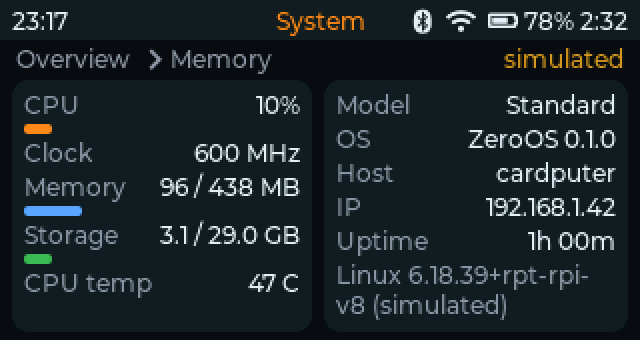 23:17 System 78% 2:32
Overview > Memory simulated
CPU 10%
Clock 600 MHz
Memory 96 / 438 MB
Storage 3.1 / 29.0 GB
CPU temp 47 C
Model Standard
OS ZeroOS 0.1.0
Host cardputer
IP 192.168.1.42
Uptime 1h 00m
Linux 6.18.39+rpt-rpi-
v8 (simulated)